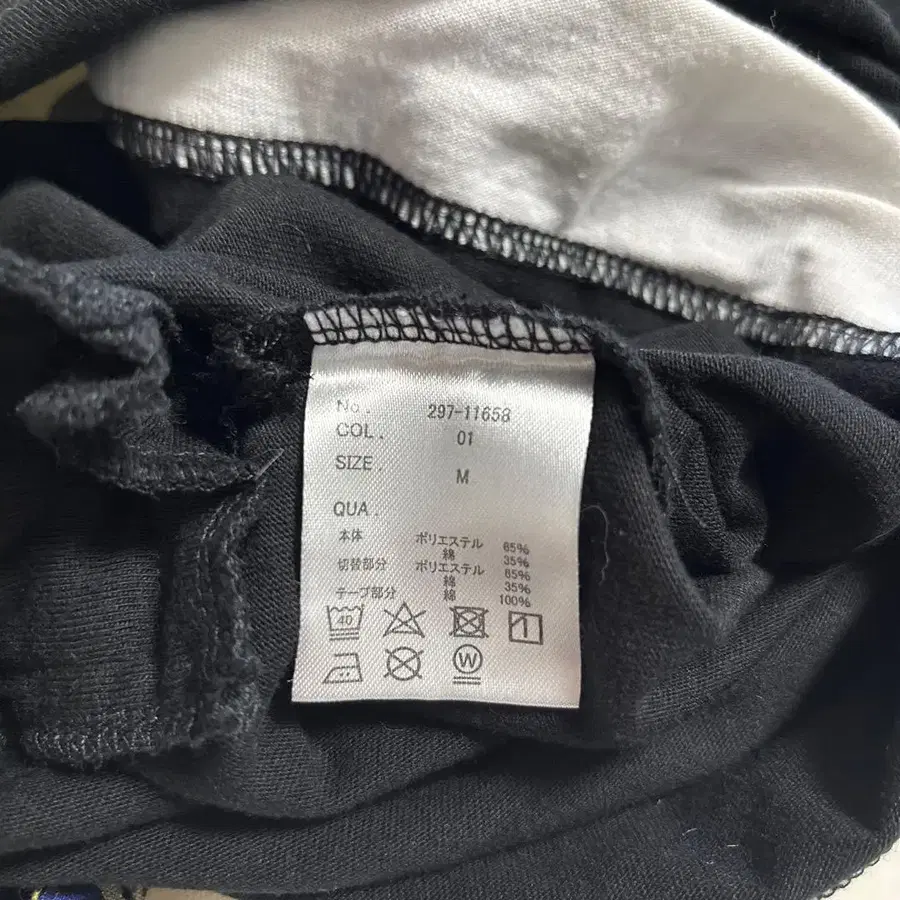 No. 297-11658
COL. 01
SIZE. M
QUA.
本体 ポリエステル 65%
綿 35%
切替部分 ポリエステル 65%
綿 35%
テープ部分 綿 100%
40
W